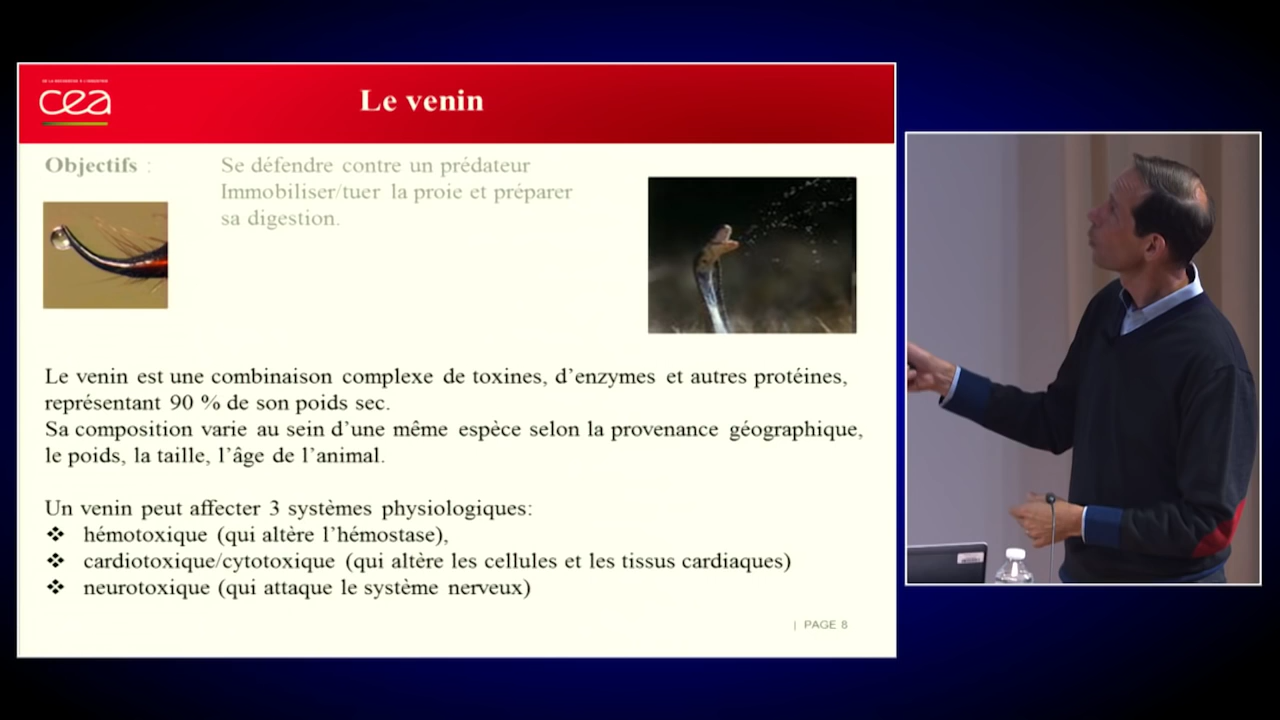 DE LA RECHERCHE À L'INDUSTRIE
cea
Le venin
Objectifs :
Se défendre contre un prédateur
Immobiliser/tuer la proie et préparer
sa digestion.
Le venin est une combinaison complexe de toxines, d’enzymes et autres protéines,
représentant 90 % de son poids sec.
Sa composition varie au sein d’une même espèce selon la provenance géographique,
le poids, la taille, l’âge de l’animal.
Un venin peut affecter 3 systèmes physiologiques:
❖ hémotoxique (qui altère l’hémostase),
❖ cardiotoxique/cytotoxique (qui altère les cellules et les tissus cardiaques)
❖ neurotoxique (qui attaque le système nerveux)
| PAGE 8